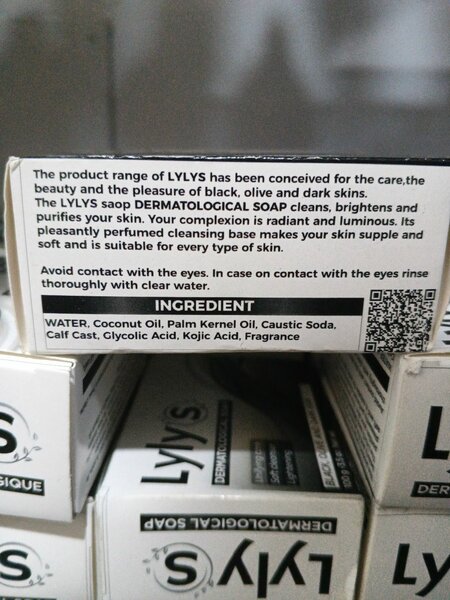 The product range of LYLYS has been conceived for the care,the
beauty and the pleasure of black, olive and dark skins.
The LYLYS saop DERMATOLOGICAL SOAP cleans, brightens and
purifies your skin. Your complexion is radiant and luminous. Its
pleasantly perfumed cleansing base makes your skin supple and
soft and is suitable for every type of skin.
Avoid contact with the eyes. In case on contact with the eyes rinse
thoroughly with clear water.
INGREDIENT
WATER, Coconut Oil, Palm Kernel Oil, Caustic Soda,
Calf Cast, Glycolic Acid, Kojic Acid, Fragrance
S
GIQUE
Lyly's
DERMATOLOGICAL SOAP
L
DER
S
DERMATOLOGICAL SOAP
Lyly's
Ly